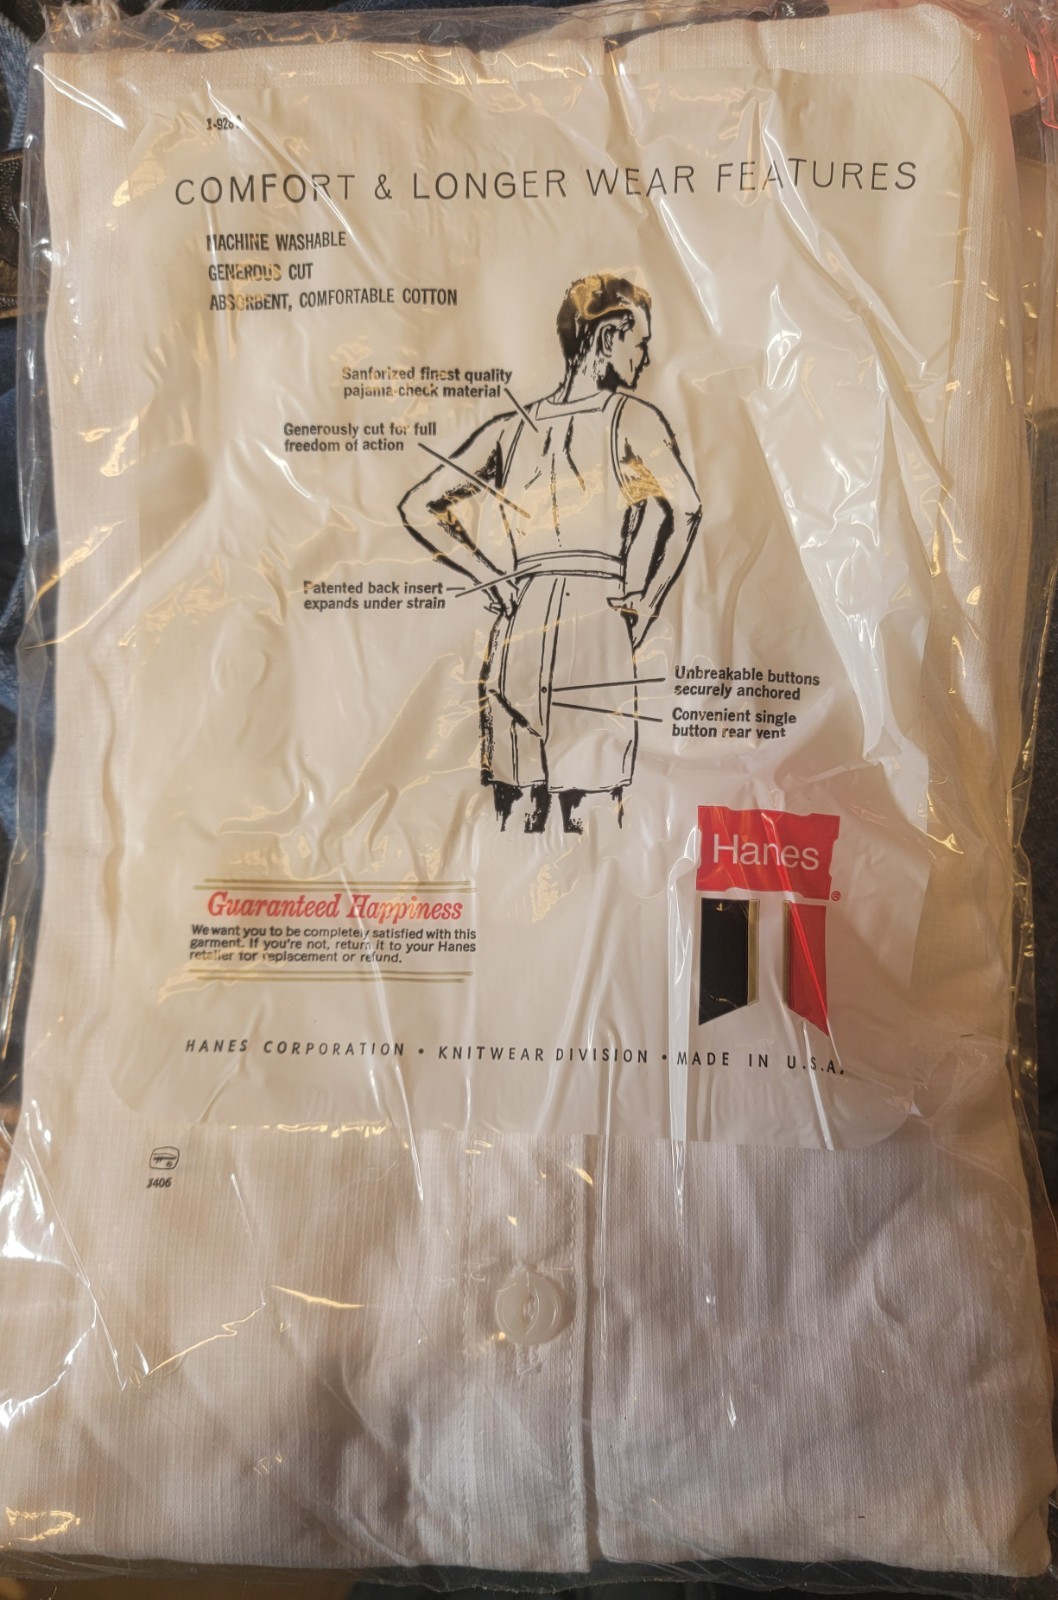 COMFORT & LONGER WEAR FEATURES
MACHINE WASHABLE
GENEROUS CUT
ABSORBENT, COMFORTABLE COTTON
Sanforized finest quality
pajama-check material
Generously cut for full
freedom of action
Patented back insert
expands under strain
Unbreakable buttons
securely anchored
Convenient single
button rear vent
Hanes®
Guaranteed Happiness
We want you to be completely satisfied with this
garment. If you're not, return it to your Hanes
retailer for replacement or refund.
HANES CORPORATION • KNITWEAR DIVISION • MADE IN U.S.A.
3406